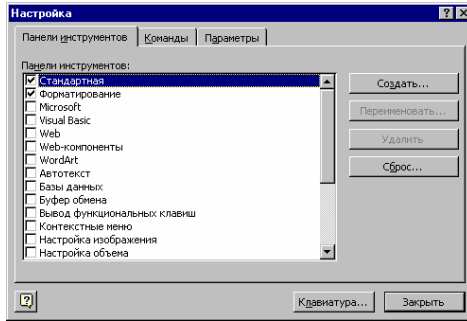 Настройка
Панели инструментов Команды Параметры
Панели инструментов:
Стандартная
Форматирование
Microsoft
Visual Basic
Web
Web-компоненты
WordArt
Автотекст
Базы данных
Буфер обмена
Вывод функциональных клавиш
Контекстные меню
Настройка изображения
Настройка объема
Создать...
Переименовать...
Удалить
Сброс...
Клавиатура... Закрыть